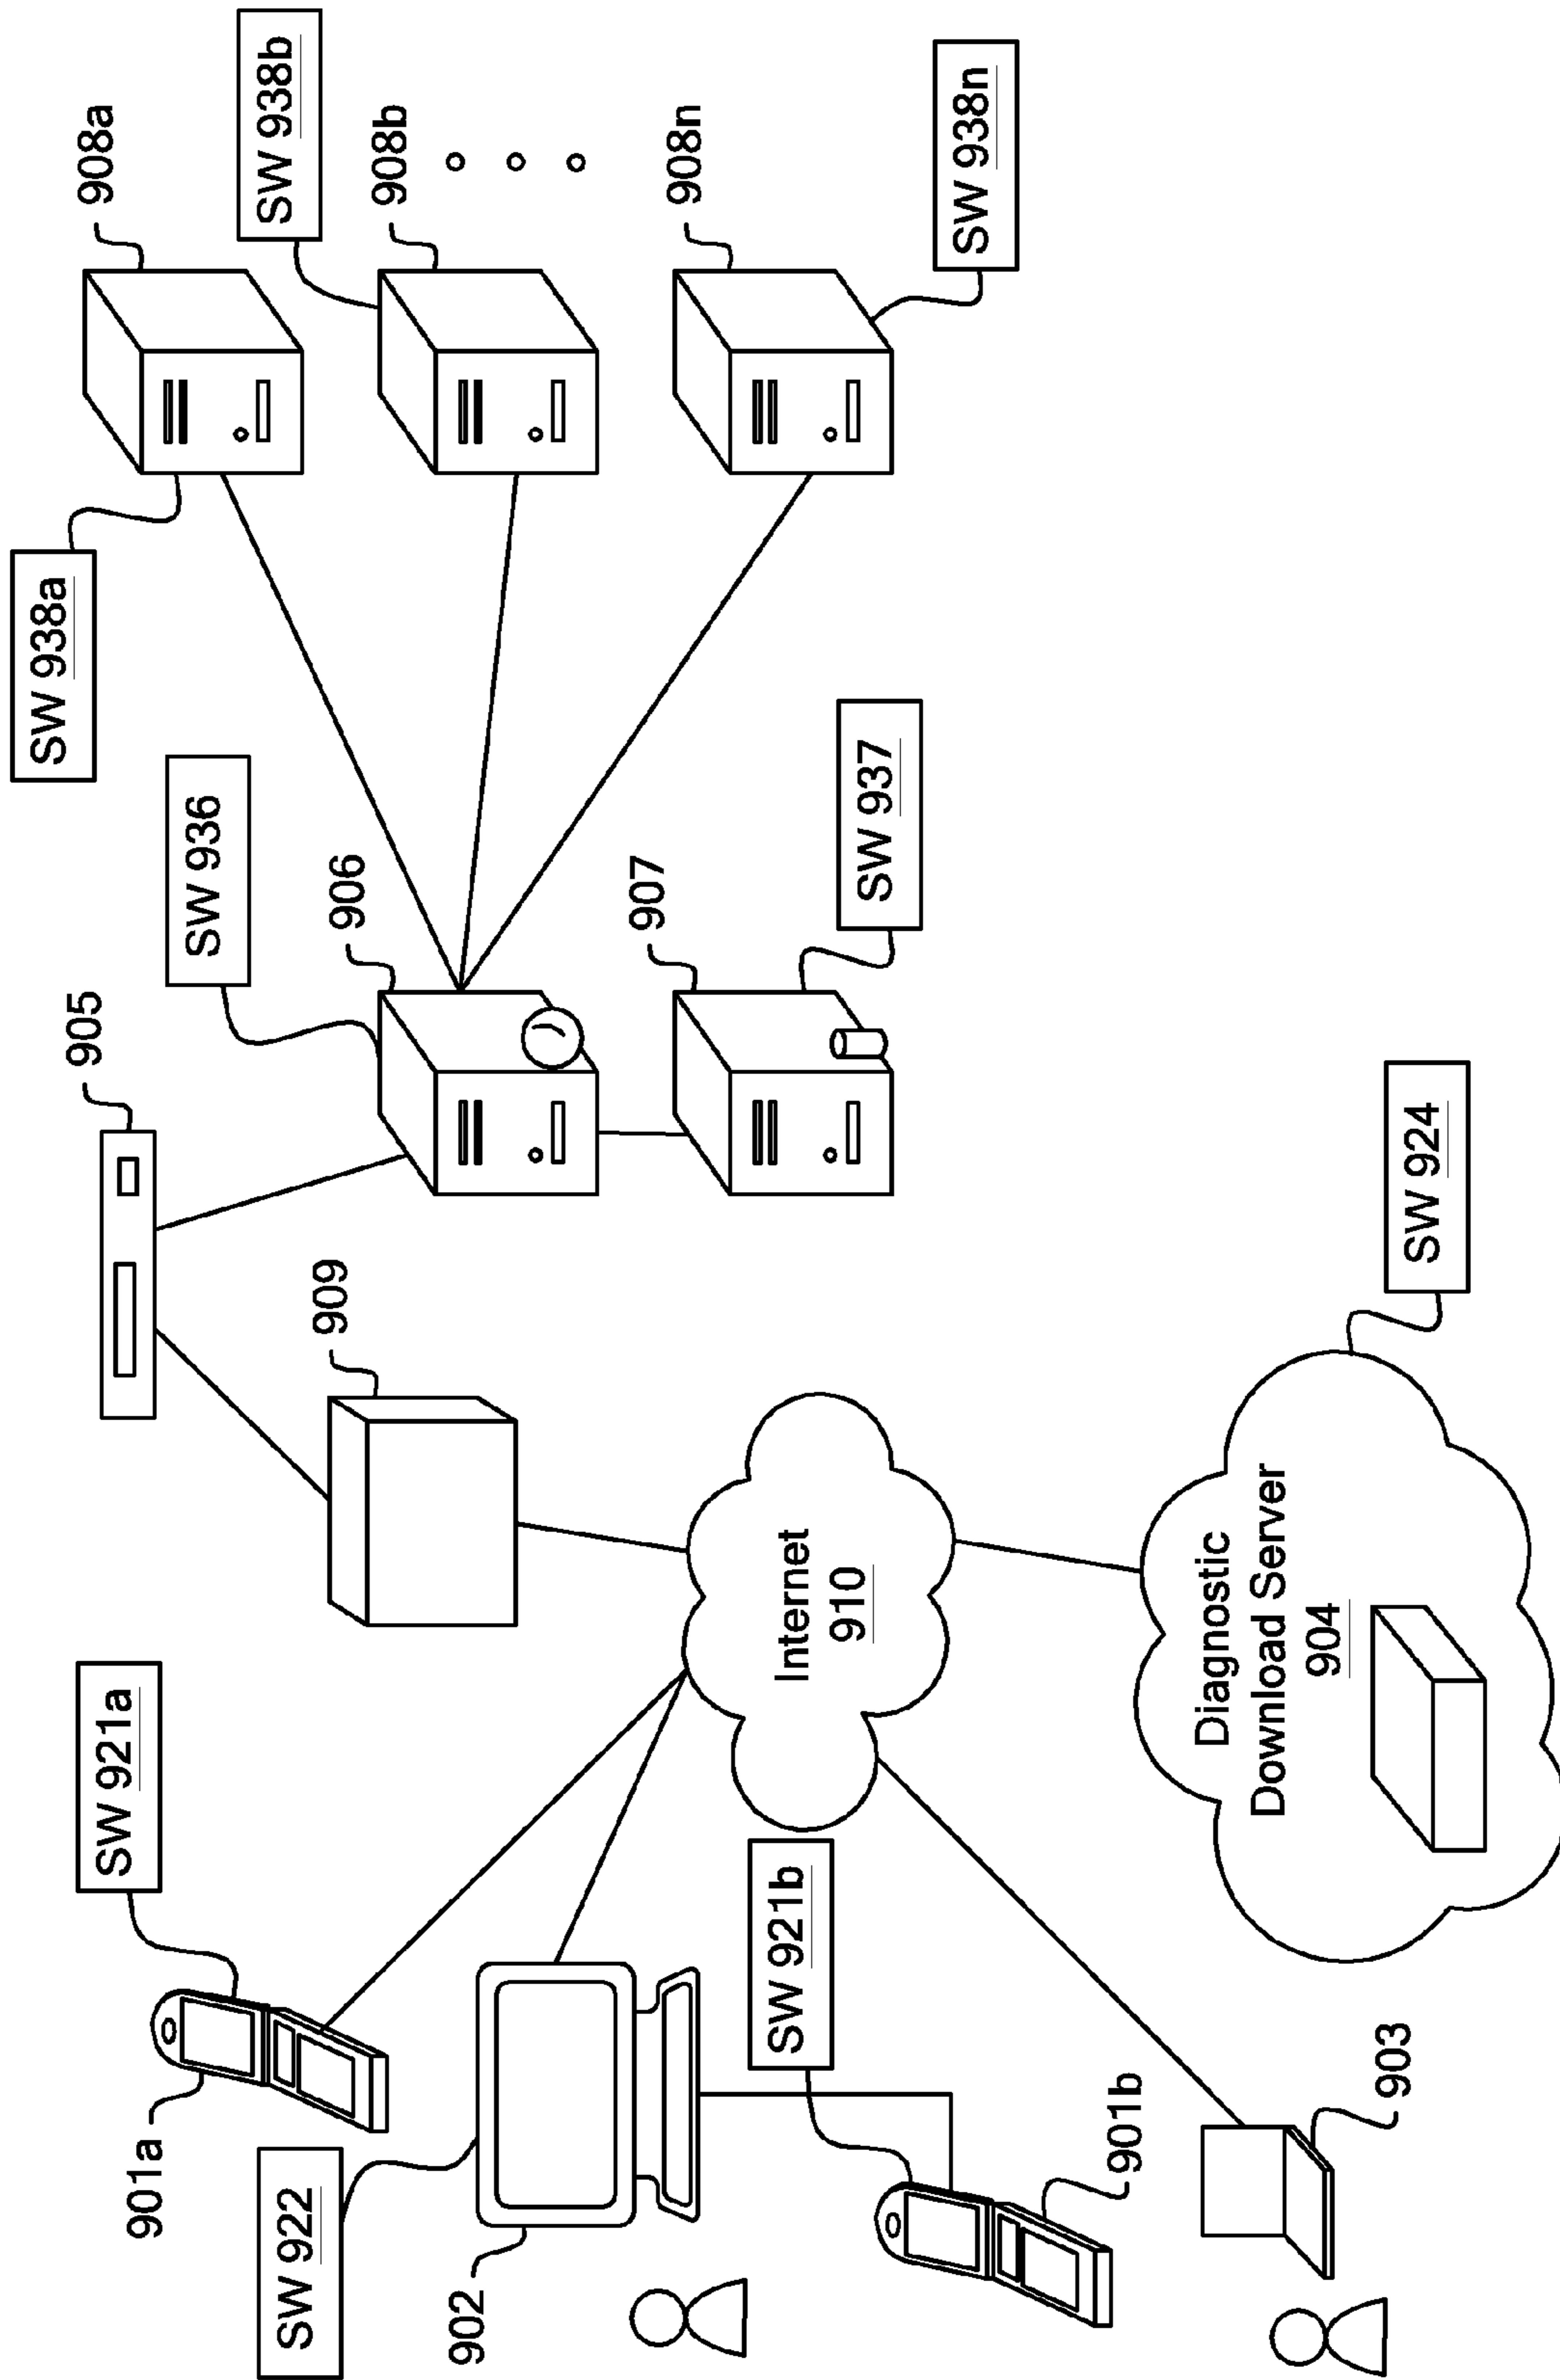 908a
SW 938b
908b
908n
SW 938n
SW 938a
SW 936
906
907
SW 937
905
909
SW 924
Internet
910
Diagnostic
Download Server
904
SW 921a
901a
SW 922
902
SW 921b
901b
903